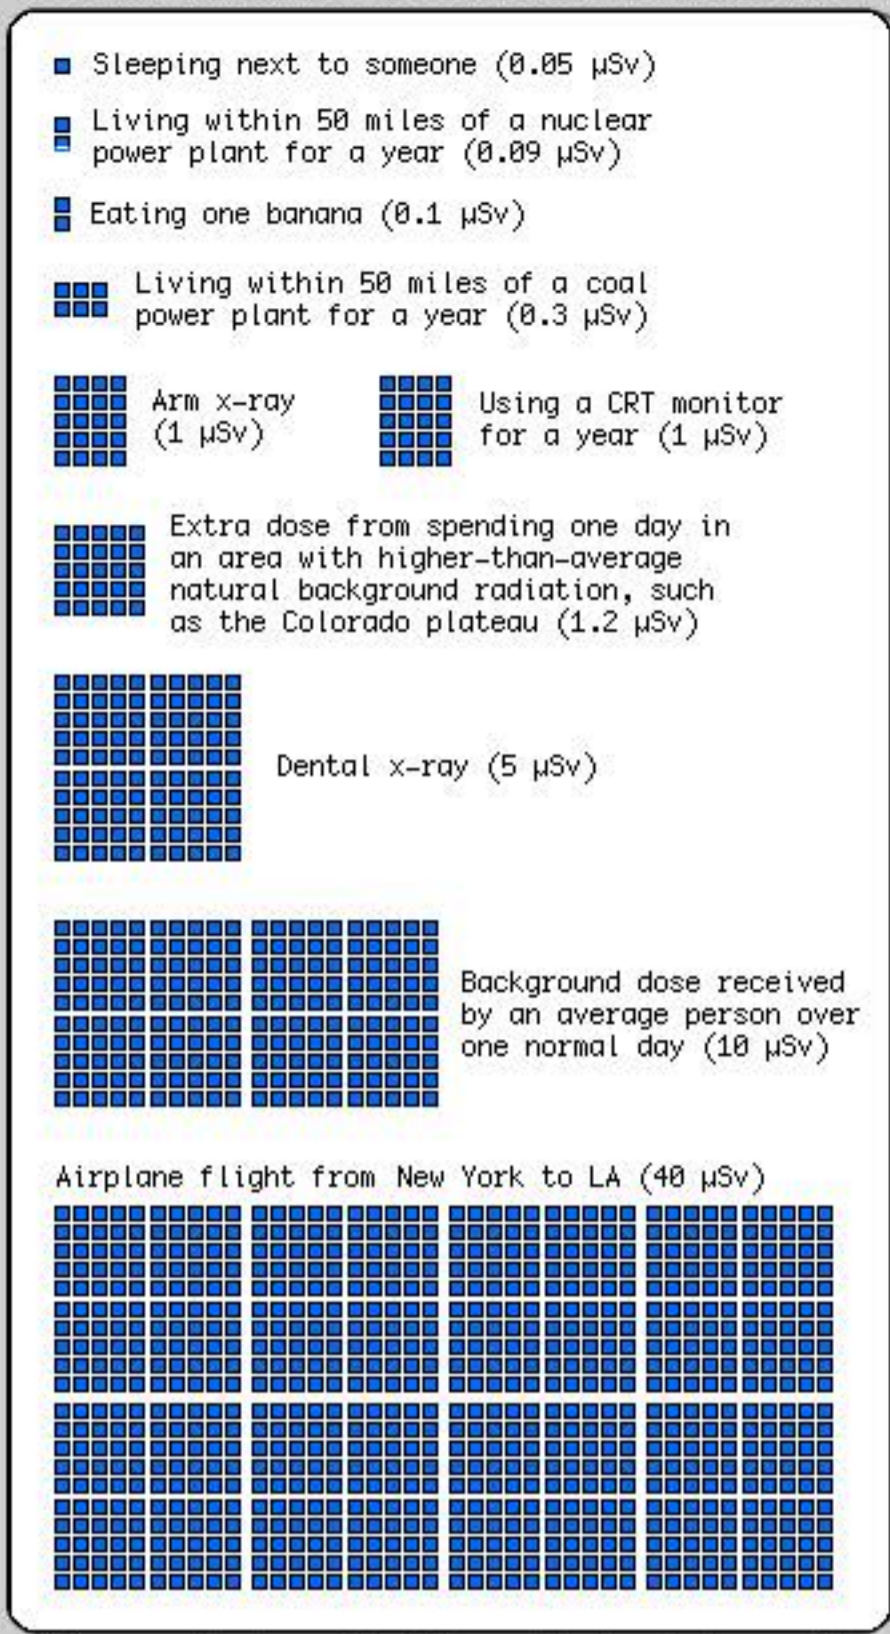 Sleeping next to someone (0.05 µSv)
Living within 50 miles of a nuclear
power plant for a year (0.09 µSv)
Eating one banana (0.1 µSv)
Living within 50 miles of a coal
power plant for a year (0.3 µSv)
Arm x-ray
(1 µSv)
Using a CRT monitor
for a year (1 µSv)
Extra dose from spending one day in
an area with higher-than-average
natural background radiation, such
as the Colorado plateau (1.2 µSv)
Dental x-ray (5 µSv)
Background dose received
by an average person over
one normal day (10 µSv)
Airplane flight from New York to LA (40 µSv)